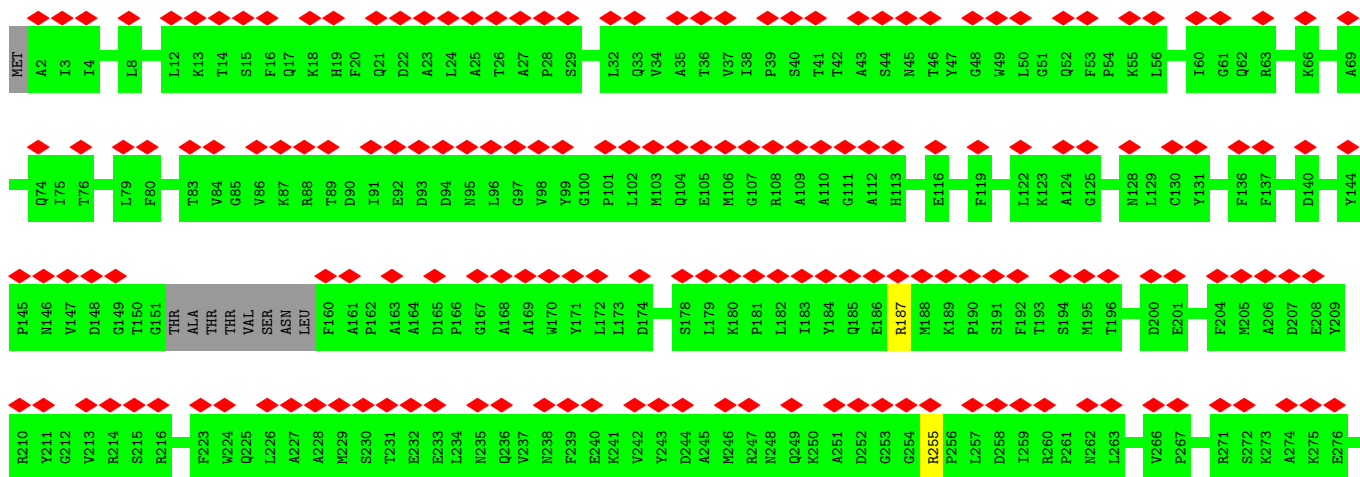 MET A2 I3 I4 L8 L12 K13 T14 S15 F16 Q17 K18 H19 F20 Q21 D22 A23 L24 A25 T26 A27 P28 S29 L32 Q33 V34 A35 T36 V37 I38 P39 S40 T41 T42 A43 S44 N45 T46 Y47 G48 W49 L50 G51 Q52 F53 P54 K55 L56 I60 G61 Q62 R63 K66 A69
Q74 I75 T76 L79 F80 T83 V84 G85 V86 K87 R88 T89 D90 I91 E92 D93 D94 N95 L96 G97 V98 Y99 G100 P101 L102 M103 Q104 E105 M106 G107 R108 A109 A110 G111 A112 H113 E116 F119 L122 K123 A124 G125 N128 L129 C130 Y131 F136 F137 D140 Y144
P145 N146 V147 D148 G149 T150 G151 THR ALA THR THR VAL SER ASN LEU F160 A161 P162 A163 A164 D165 P166 G167 A168 A169 W170 Y171 L172 L173 D174 S178 L179 K180 P181 L182 I183 Y184 Q185 E186 R187 M188 K189 P190 S191 F192 T193 S194 M195 T196 D200 E201 F204 M205 A206 D207 E208 Y209
R210 Y211 G212 V213 R214 S215 R216 F223 W224 Q225 L226 A227 A228 M229 S230 T231 E232 E233 L234 N235 Q236 V237 N238 F239 E240 K241 V242 Y243 D244 A245 M246 R247 N248 Q249 K250 A251 D252 G253 G254 R255 P256 L257 D258 I259 R260 P261 N262 L263 V266 P267 R271 S272 K273 A274 K275 E276